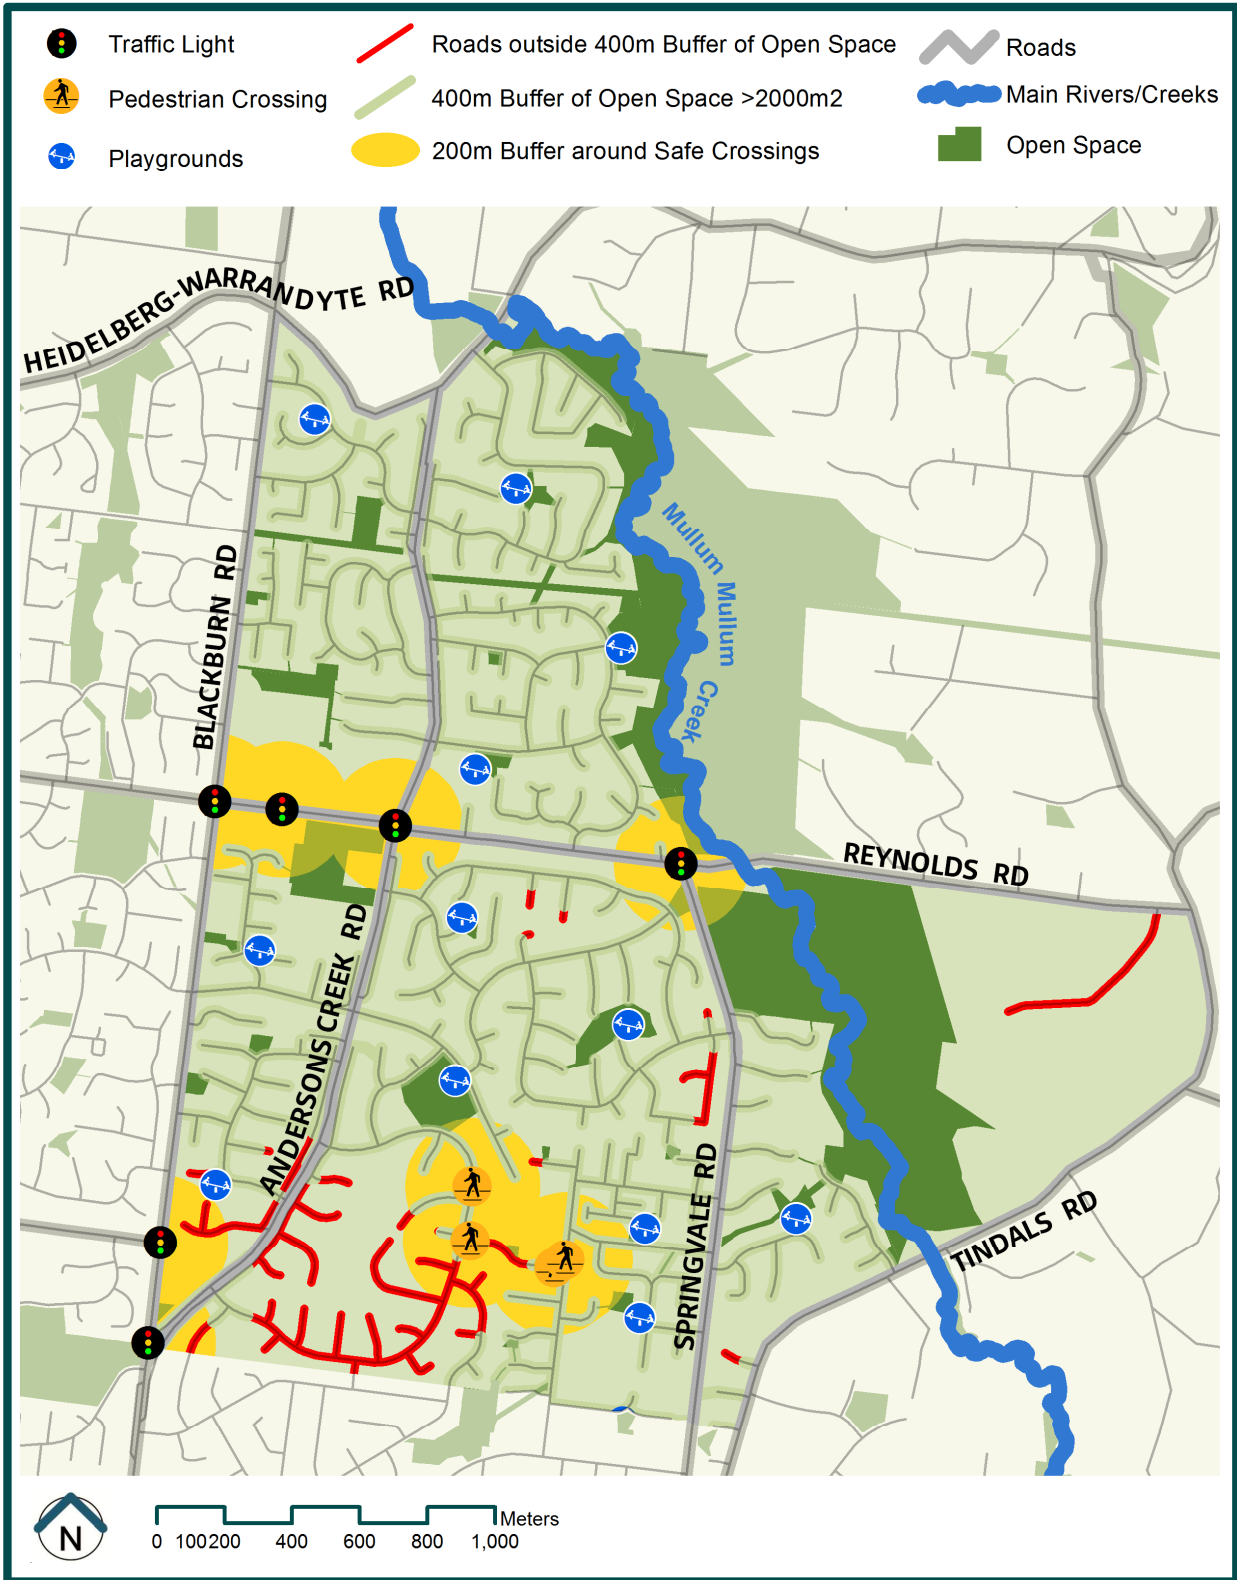 Traffic Light
Pedestrian Crossing
Playgrounds
Roads outside 400m Buffer of Open Space
400m Buffer of Open Space >2000m2
200m Buffer around Safe Crossings
Roads
Main Rivers/Creeks
Open Space
HEIDELBERG-WARRANDYTE RD
BLACKBURN RD
Mullum Mullum Creek
REYNOLDS RD
ANDERSONS CREEK RD
SPRINGVALE RD
TINDALS RD
N
0 100200 400 600 800 1,000 Meters